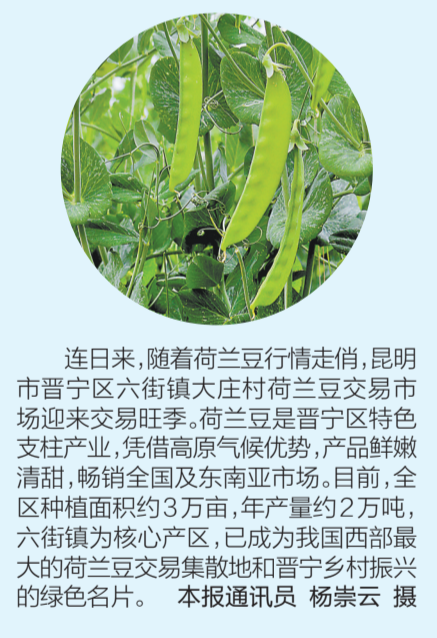 连日来,随着荷兰豆行情走俏,昆明
市晋宁区六街镇大庄村荷兰豆交易市
场迎来交易旺季。荷兰豆是晋宁区特色
支柱产业,凭借高原气候优势,产品鲜嫩
清甜,畅销全国及东南亚市场。目前,全
区种植面积约3万亩,年产量约2万吨,
六街镇为核心产区,已成为我国西部最
大的荷兰豆交易集散地和晋宁乡村振兴
的绿色名片。 本报通讯员 杨崇云 摄